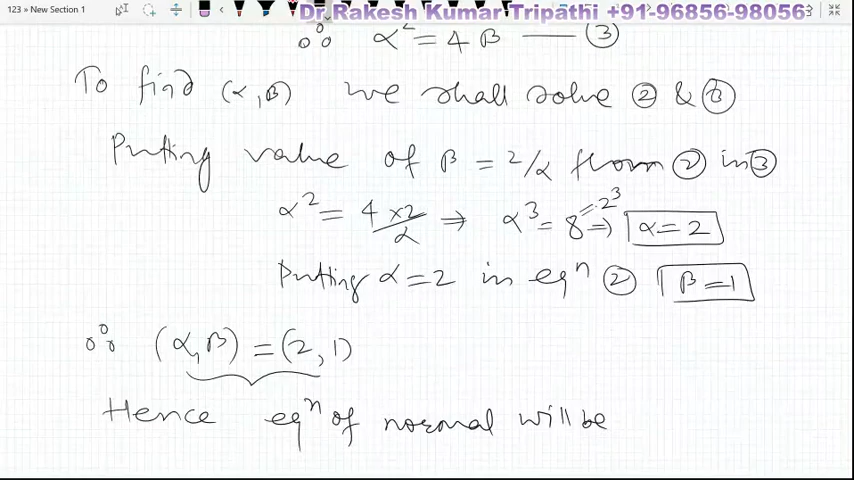 123 » New Section 1
Dr Rakesh Kumar Tripathi +91-96856-98056
∴ α² = 4β —— ③
To find (α,β) we shall solve ② & ③
Putting value of β = 2/α from ② in ③
α² = 4×2/α ⇒ α³ = 8 = 2³ ⇒ α = 2
Putting α = 2 in eqⁿ ② β = 1
∴ (α,β) = (2,1)
Hence eqⁿ of normal will be